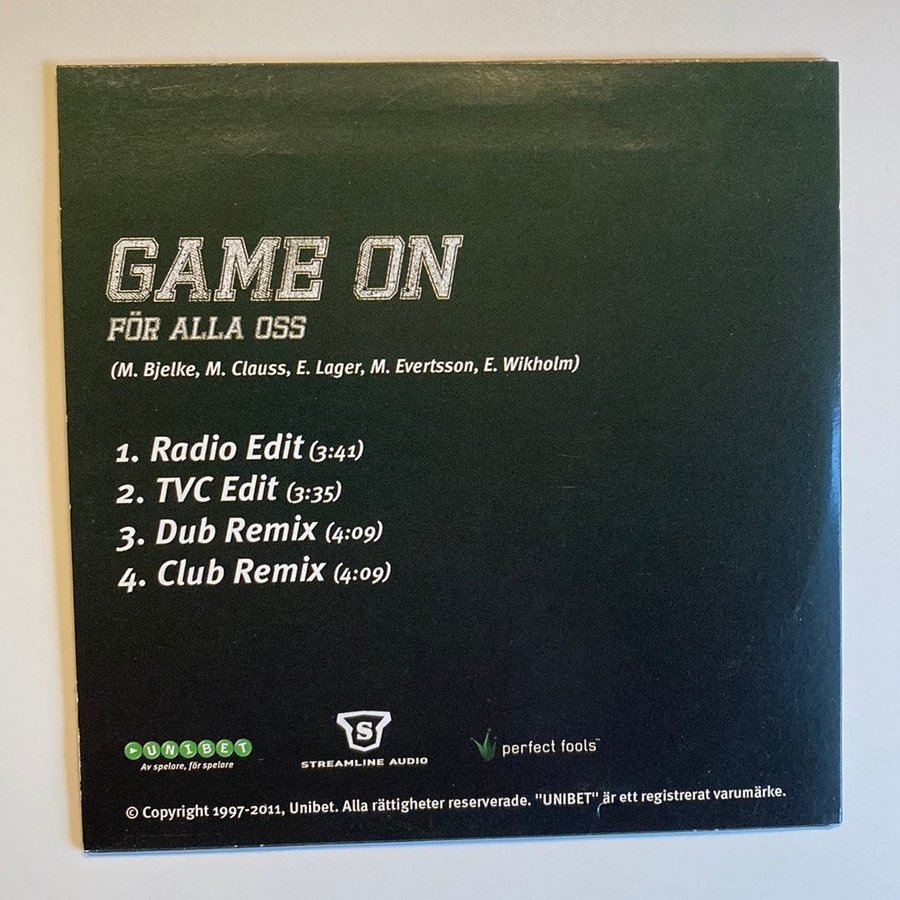 GAME ON
FÖR ALLA OSS
(M. Bjelke, M. Clauss, E. Lager, M. Evertsson, E. Wikholm)
1. Radio Edit (3:41)
2. TVC Edit (3:35)
3. Dub Remix (4:09)
4. Club Remix (4:09)
UNIBET
Av spelare, för spelare
S
STREAMLINE AUDIO
perfect fools™
© Copyright 1997-2011, Unibet. Alla rättigheter reserverade. "UNIBET" är ett registrerat varumärke.